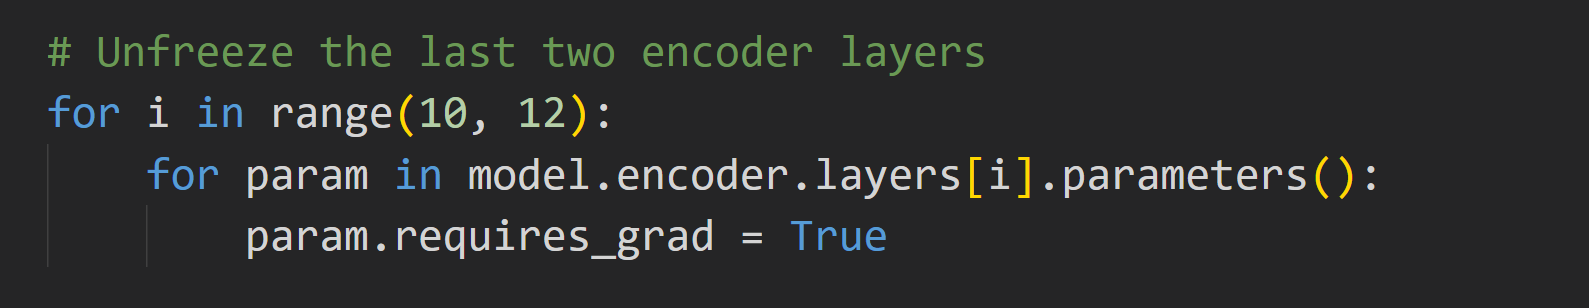 # Unfreeze the last two encoder layers
for i in range(10, 12):
    for param in model.encoder.layers[i].parameters():
        param.requires_grad = True